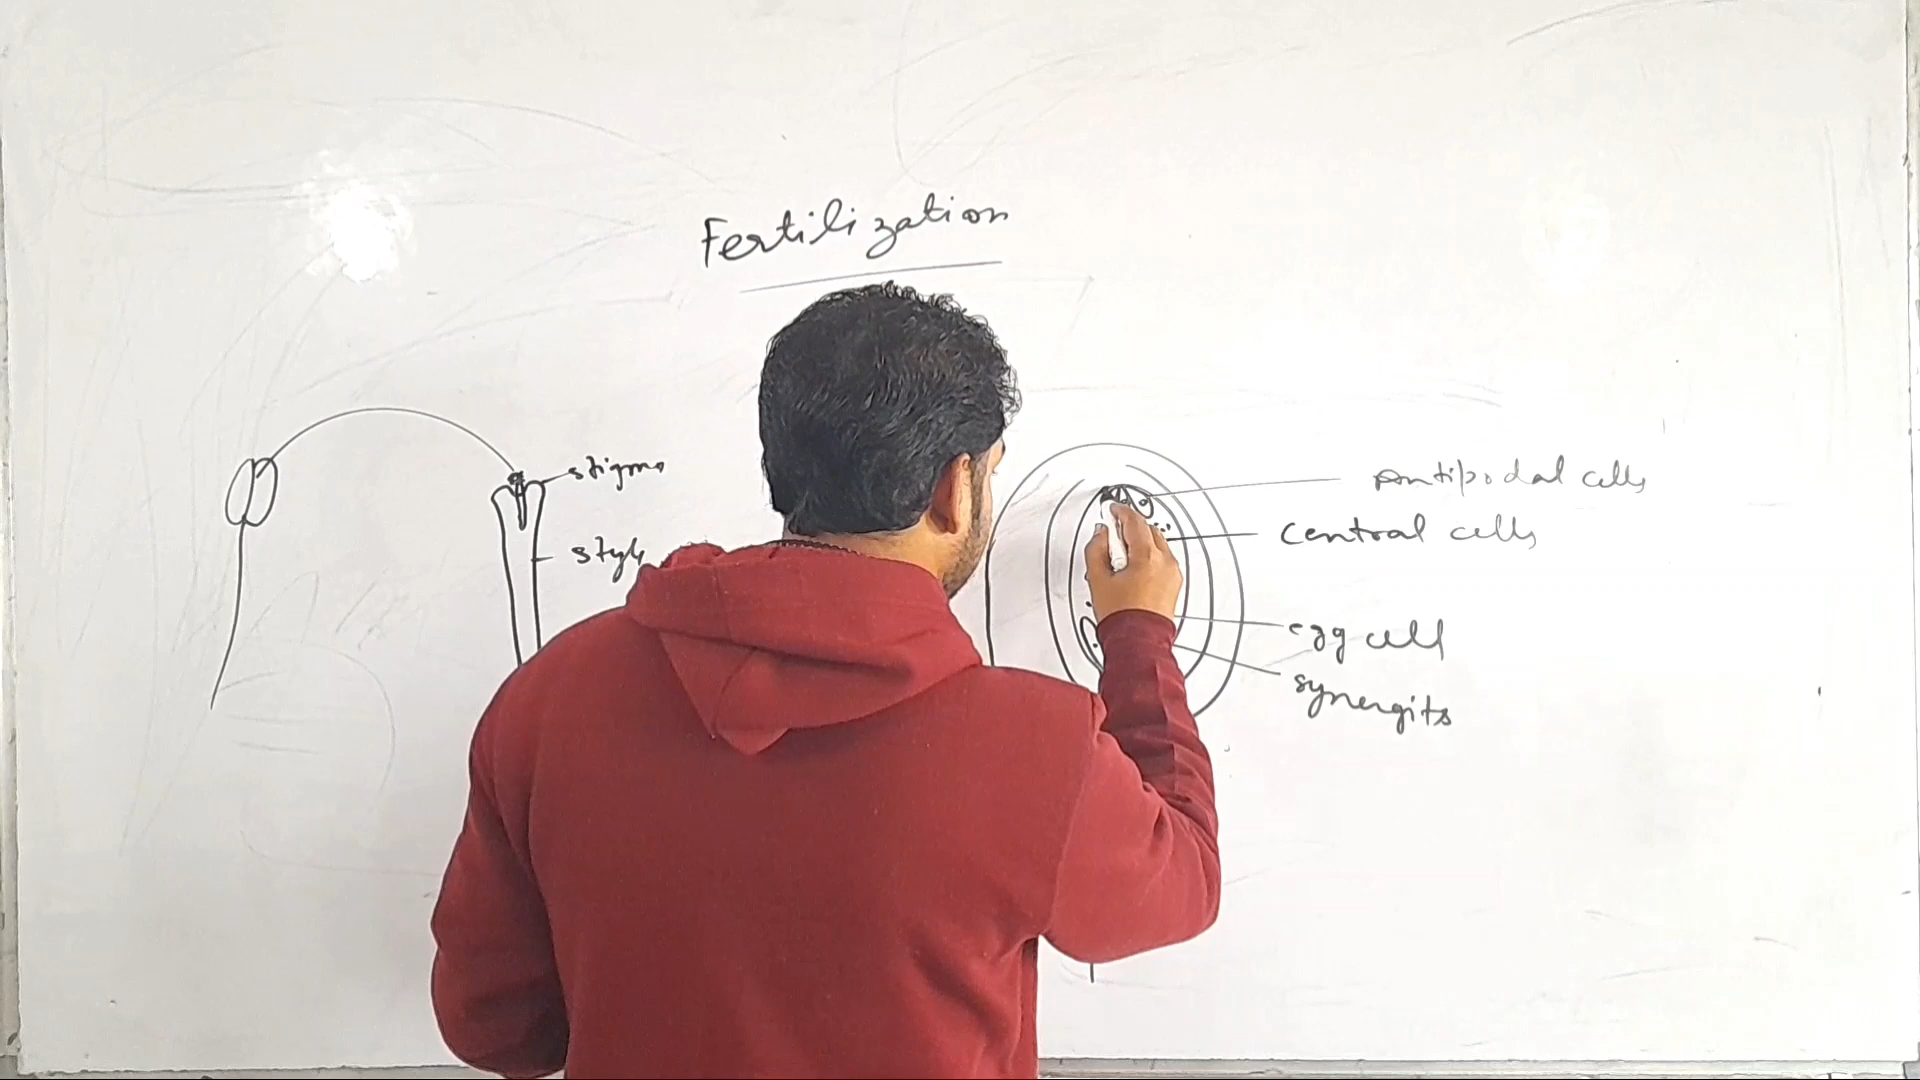 Fertilization
stigma
style
Antipodal cells
central cells
egg cell
synergits